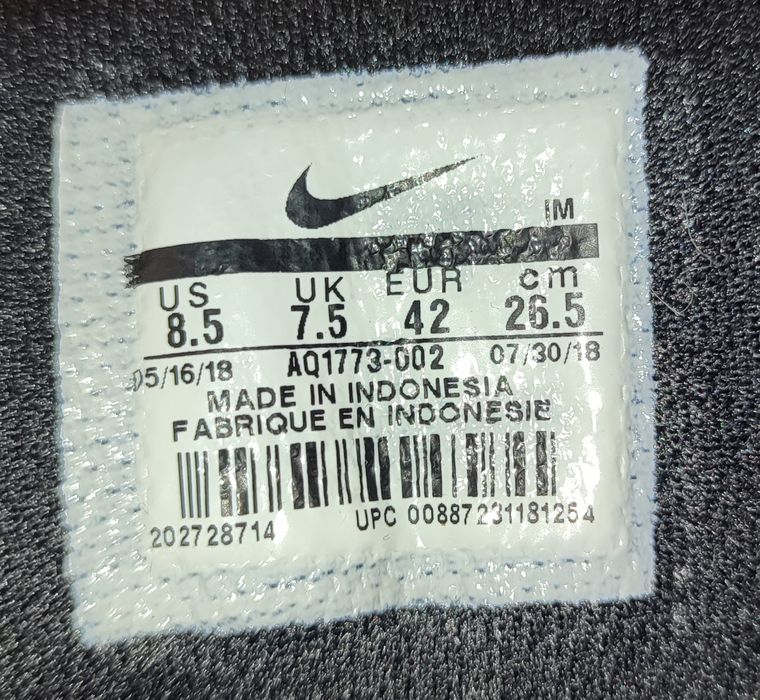 IM
US UK EUR cm
8.5 7.5 42 26.5
05/16/18 AQ1773-002 07/30/18
MADE IN INDONESIA
FABRIQUE EN INDONESIE
202728714 UPC 00887231181254